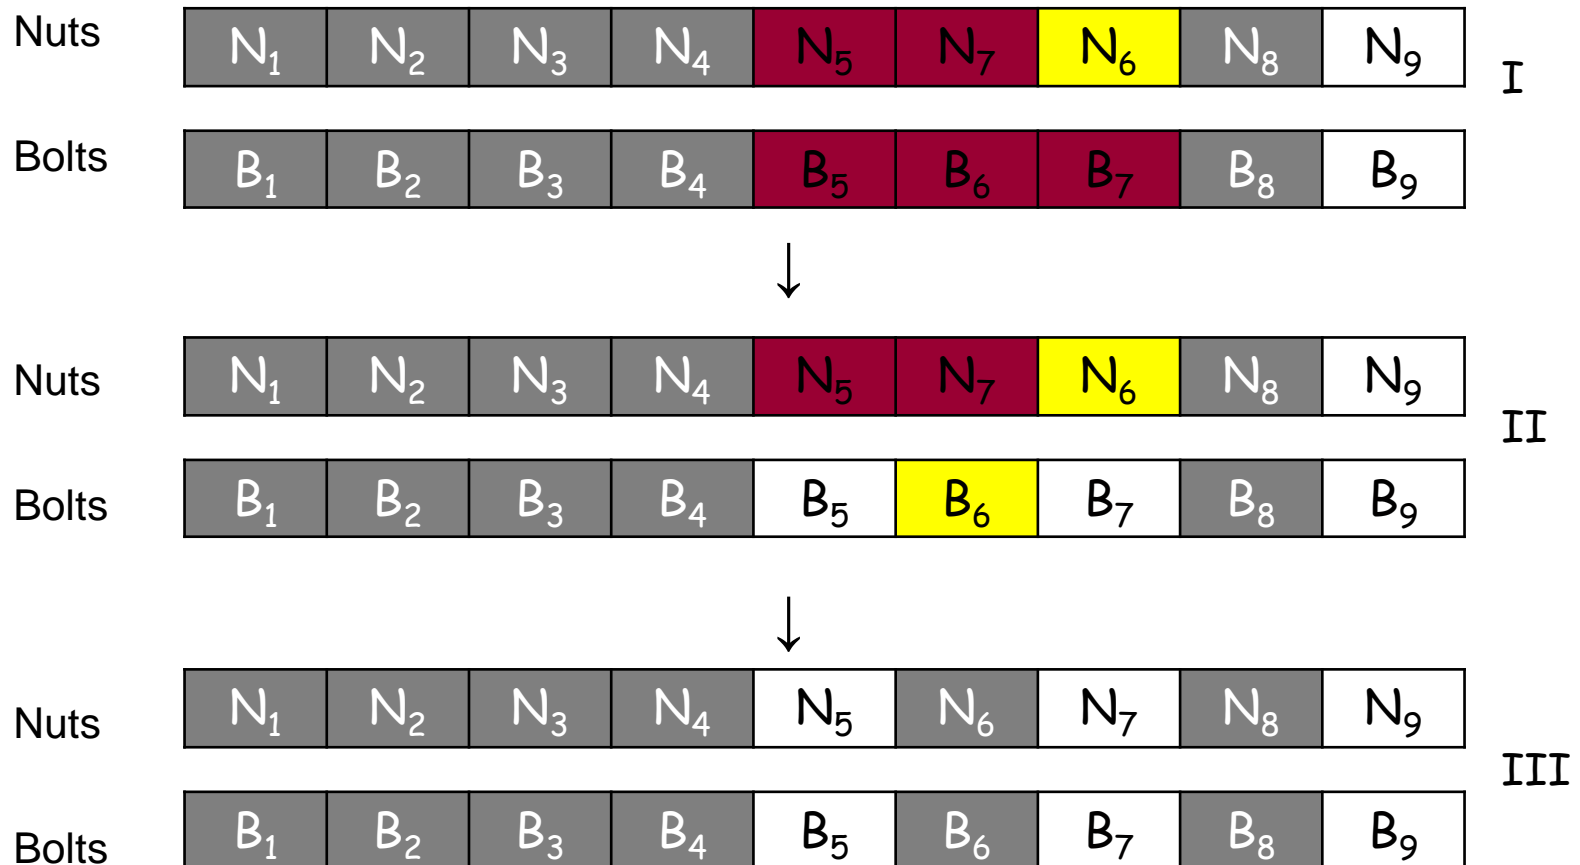 Nuts N₁ N₂ N₃ N₄ N₅ N₇ N₆ N₈ N₉
I
Bolts B₁ B₂ B₃ B₄ B₅ B₆ B₇ B₈ B₉
↓
Nuts N₁ N₂ N₃ N₄ N₅ N₇ N₆ N₈ N₉
II
Bolts B₁ B₂ B₃ B₄ B₅ B₆ B₇ B₈ B₉
↓
Nuts N₁ N₂ N₃ N₄ N₅ N₆ N₇ N₈ N₉
III
Bolts B₁ B₂ B₃ B₄ B₅ B₆ B₇ B₈ B₉